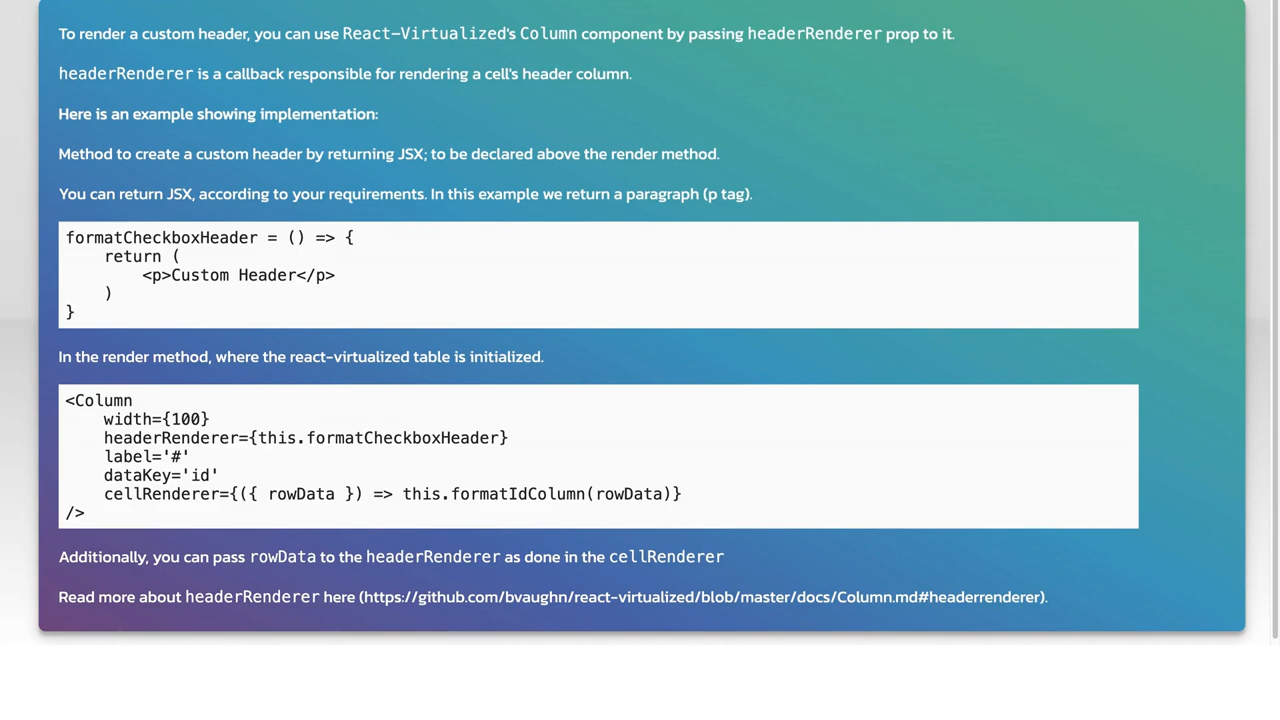 To render a custom header, you can use React-Virtualized's Column component by passing headerRenderer prop to it.
headerRenderer is a callback responsible for rendering a cell's header column.
Here is an example showing implementation:
Method to create a custom header by returning JSX; to be declared above the render method.
You can return JSX, according to your requirements. In this example we return a paragraph (p tag).
formatCheckboxHeader = () => {
    return (
        <p>Custom Header</p>
    )
}
In the render method, where the react-virtualized table is initialized.
<Column
    width={100}
    headerRenderer={this.formatCheckboxHeader}
    label='#'
    dataKey='id'
    cellRenderer={({ rowData }) => this.formatIdColumn(rowData)}
/>
Additionally, you can pass rowData to the headerRenderer as done in the cellRenderer
Read more about headerRenderer here (https://github.com/bvaughn/react-virtualized/blob/master/docs/Column.md#headerrenderer).